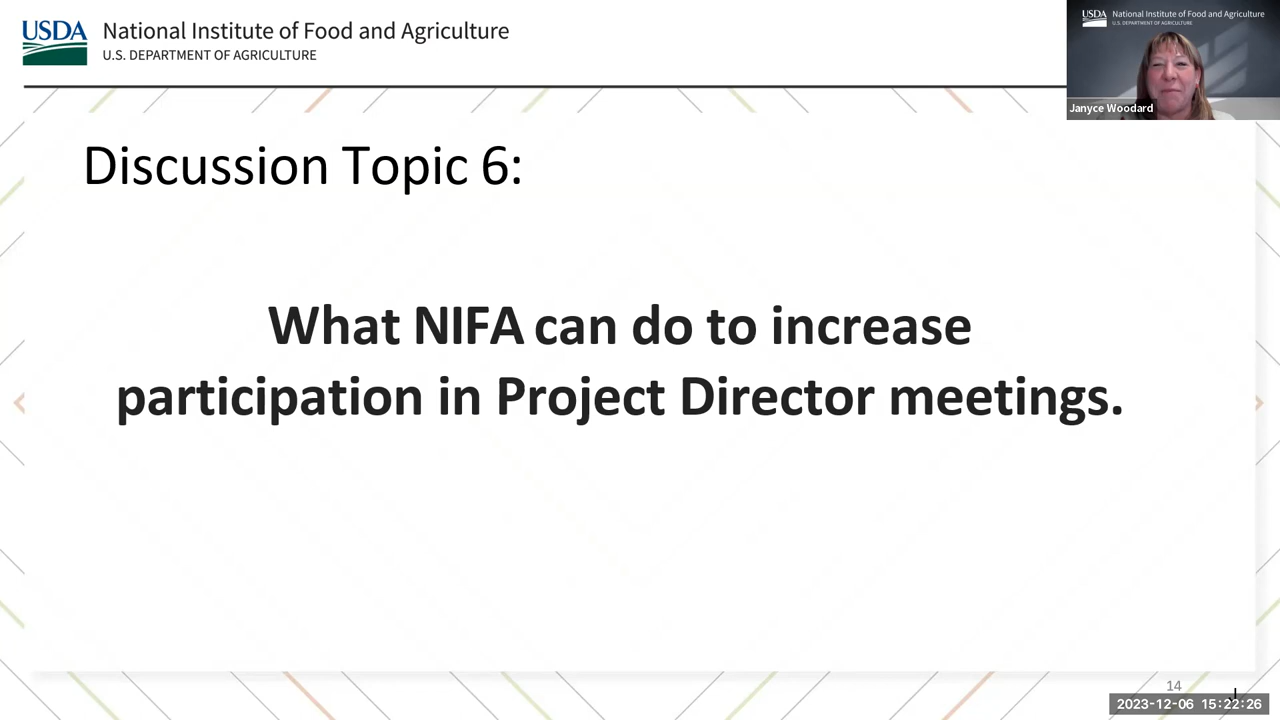 USDA
National Institute of Food and Agriculture
U.S. DEPARTMENT OF AGRICULTURE
USDA
National Institute of Food and Agriculture
U.S. DEPARTMENT OF AGRICULTURE
Janyce Woodard
Discussion Topic 6:
What NIFA can do to increase
participation in Project Director meetings.
14
2023-12-06 15:22:26